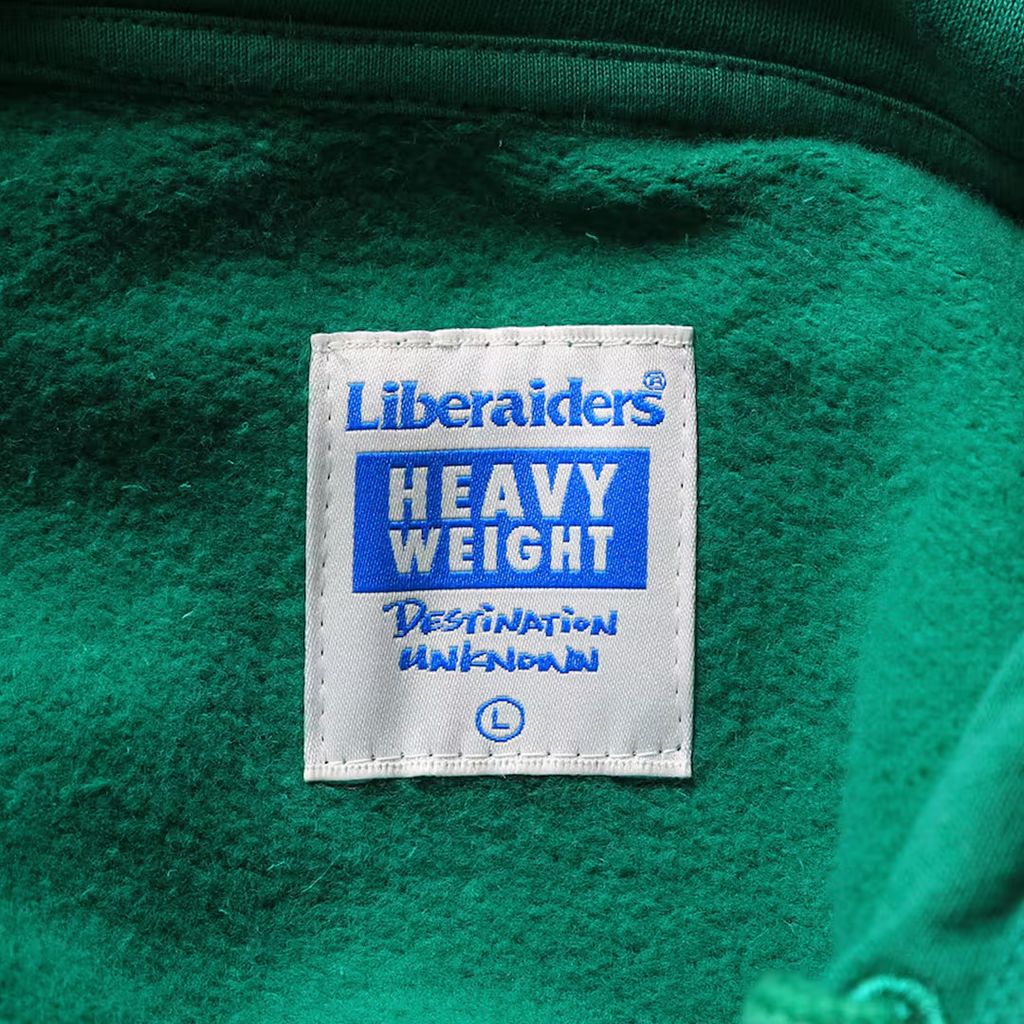 Liberaiders®
HEAVY
WEIGHT
DESTINATION
UNKNOWN
L